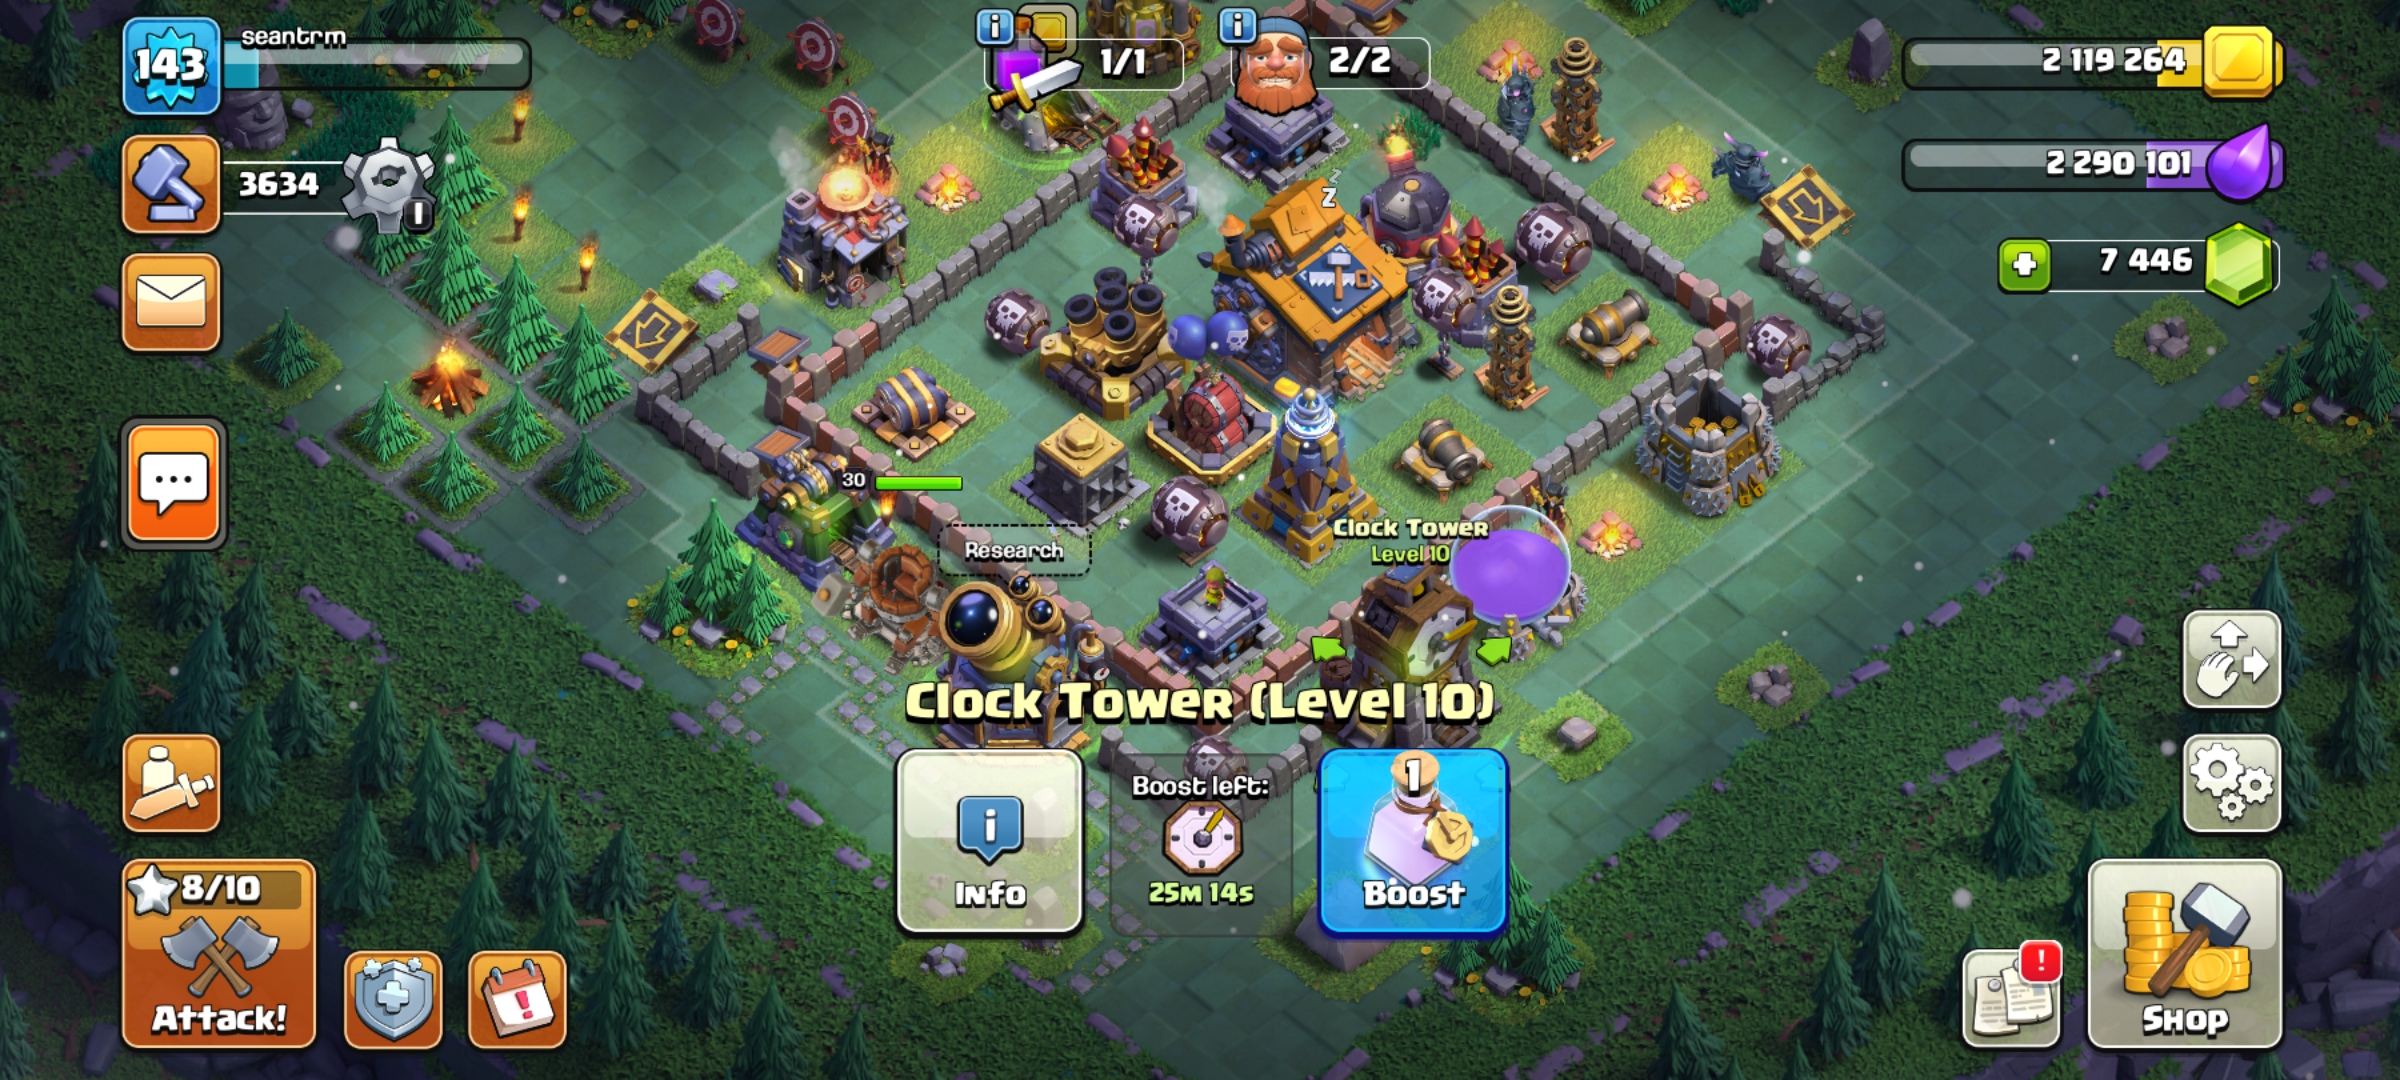 143
seantrm
1/1
2/2
2 119 264
3634
1
2 290 101
7 446
z
z
30
Research
Clock Tower
Level 10
Clock Tower (Level 10)
Info
Boost left:
25m 14s
1
Boost
8/10
Attack!
!
Shop